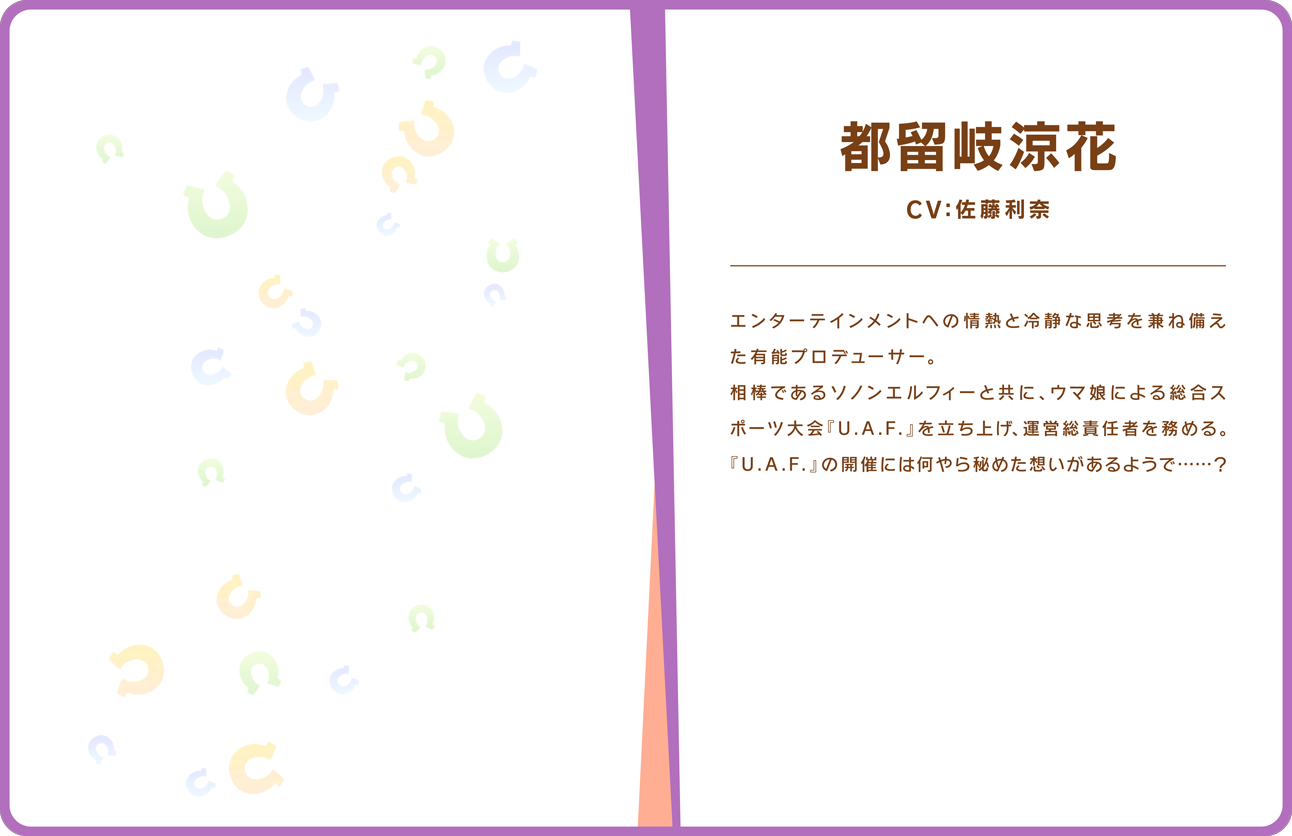 都留岐涼花
CV:佐藤利奈
エンターテインメントへの情熱と冷静な思考を兼ね備え
た有能プロデューサー。
相棒であるソノンエルフィーと共に、ウマ娘による総合ス
ポーツ大会『U.A.F.』を立ち上げ、運営総責任者を務める。
『U.A.F.』の開催には何やら秘めた想いがあるようで……?